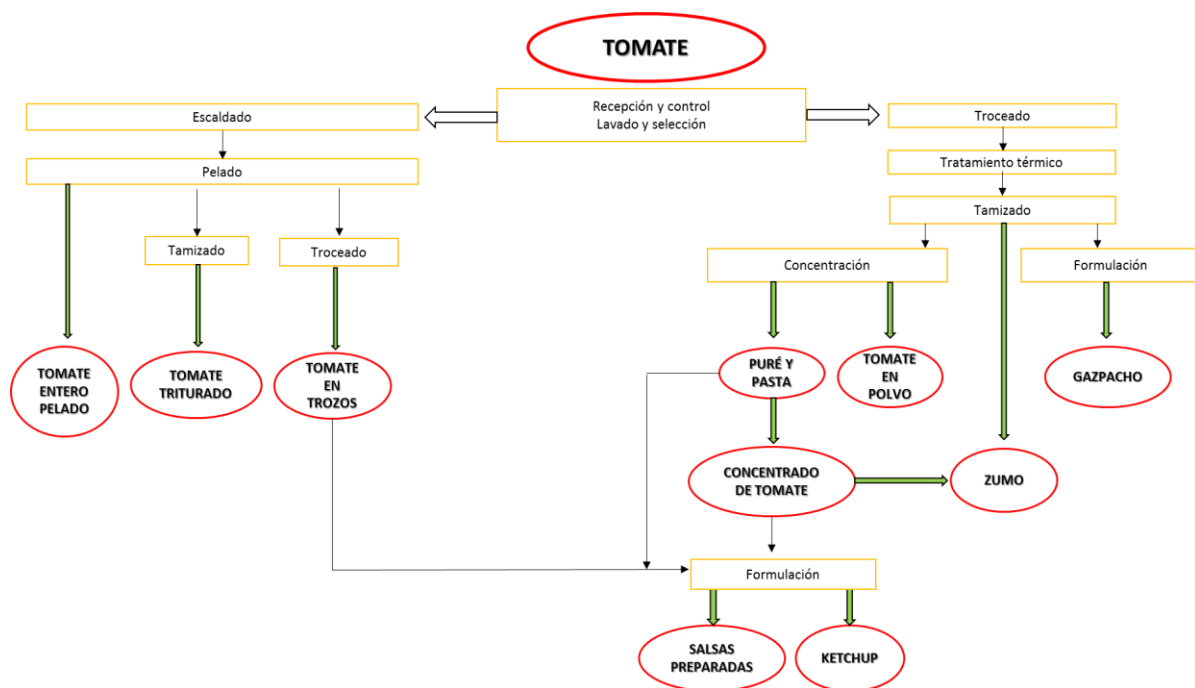 TOMATE
Recepción y control
Lavado y selección
Escaldado
Troceado
Pelado
Tratamiento térmico
Tamizado
Tamizado
Troceado
Concentración
Formulación
TOMATE
ENTERO
PELADO
TOMATE
TRITURADO
TOMATE
EN
TROZOS
PURÉ Y
PASTA
TOMATE
EN
POLVO
GAZPACHO
CONCENTRADO
DE TOMATE
ZUMO
Formulación
SALSAS
PREPARADAS
KETCHUP